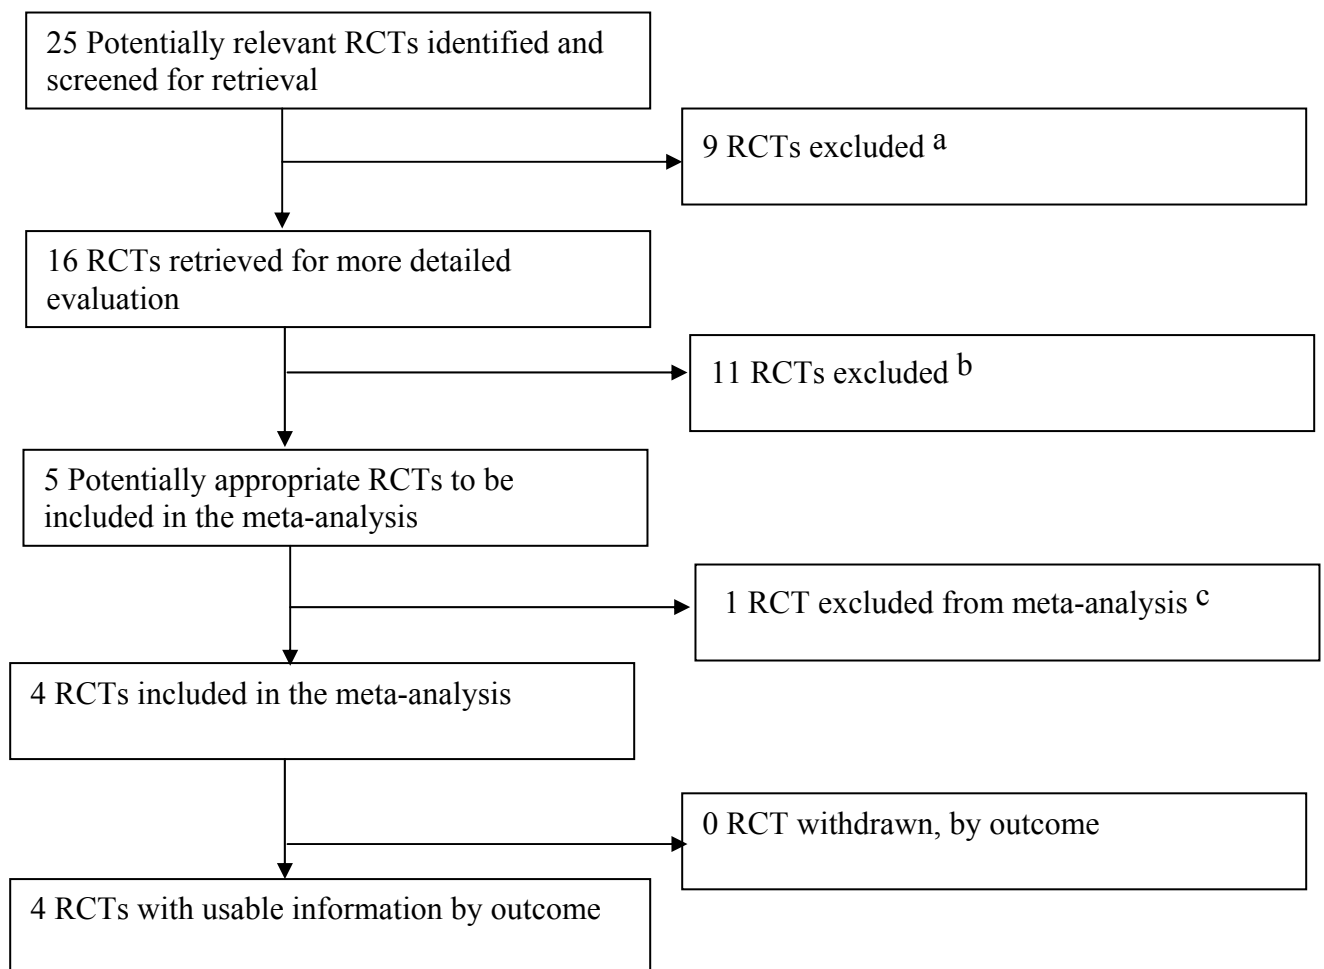 25 Potentially relevant RCTs identified and
screened for retrieval
9 RCTs excluded a
16 RCTs retrieved for more detailed
evaluation
11 RCTs excluded b
5 Potentially appropriate RCTs to be
included in the meta-analysis
1 RCT excluded from meta-analysis c
4 RCTs included in the meta-analysis
0 RCT withdrawn, by outcome
4 RCTs with usable information by outcome